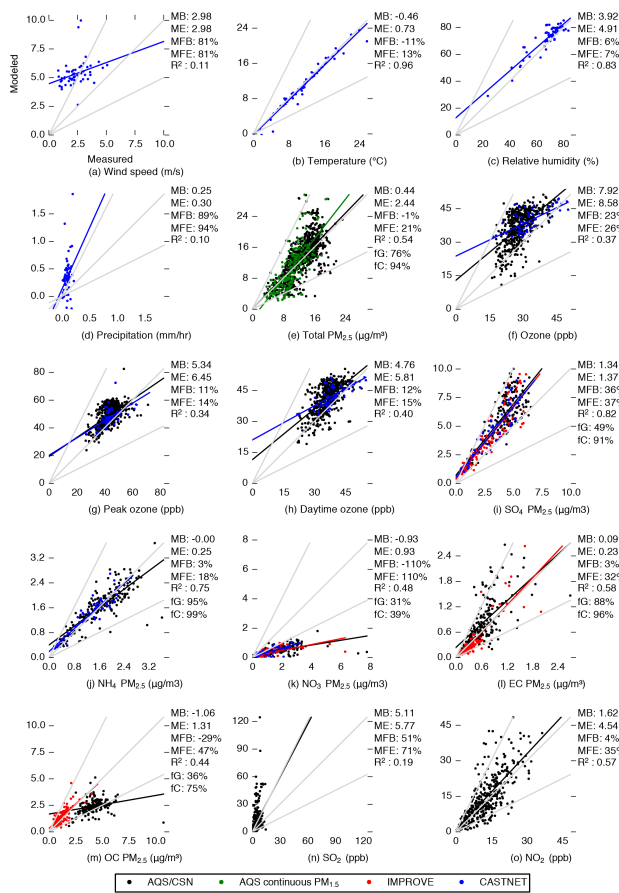 10.0
7.5
5.0
2.5
0.0
Modeled
0.0 2.5 5.0 7.5 10.0
Measured
(a) Wind speed (m/s)
MB: 2.98
ME: 2.98
MFB: 81%
MFE: 81%
R² : 0.11
24
16
8
0
0 8 16 24
(b) Temperature (°C)
MB: -0.46
ME: 0.73
MFB: -11%
MFE: 13%
R² : 0.96
80
60
40
20
0
0 20 40 60 80
(c) Relative humidity (%)
MB: 3.92
ME: 4.91
MFB: 6%
MFE: 7%
R² : 0.83
1.5
1.0
0.5
0.0
0.0 0.5 1.0 1.5
(d) Precipitation (mm/hr)
MB: 0.25
ME: 0.30
MFB: 89%
MFE: 94%
R² : 0.10
24
16
8
0
0 8 16 24
(e) Total PM2.5 (µg/m³)
MB: 0.44
ME: 2.44
MFB: -1%
MFE: 21%
R² : 0.54
fG: 76%
fC: 94%
45
30
15
0
0 15 30 45
(f) Ozone (ppb)
MB: 7.92
ME: 8.58
MFB: 23%
MFE: 26%
R² : 0.37
80
60
40
20
0
0 20 40 60 80
(g) Peak ozone (ppb)
MB: 5.34
ME: 6.45
MFB: 11%
MFE: 14%
R² : 0.34
45
30
15
0
0 15 30 45
(h) Daytime ozone (ppb)
MB: 4.76
ME: 5.81
MFB: 12%
MFE: 15%
R² : 0.40
10.0
7.5
5.0
2.5
0.0
0.0 2.5 5.0 7.5 10.0
(i) SO4 PM2.5 (µg/m3)
MB: 1.34
ME: 1.37
MFB: 36%
MFE: 37%
R² : 0.82
fG: 49%
fC: 91%
3.2
2.4
1.6
0.8
0.0
0.0 0.8 1.6 2.4 3.2
(j) NH4 PM2.5 (µg/m3)
MB: -0.00
ME: 0.25
MFB: 3%
MFE: 18%
R² : 0.75
fG: 95%
fC: 99%
8
6
4
2
0
0 2 4 6 8
(k) NO3 PM2.5 (µg/m3)
MB: -0.93
ME: 0.93
MFB: -110%
MFE: 110%
R² : 0.48
fG: 31%
fC: 39%
2.4
1.8
1.2
0.6
0.0
0.0 0.6 1.2 1.8 2.4
(l) EC PM2.5 (µg/m³)
MB: 0.09
ME: 0.23
MFB: 3%
MFE: 32%
R² : 0.58
fG: 88%
fC: 96%
10.0
7.5
5.0
2.5
0.0
0.0 2.5 5.0 7.5 10.0
(m) OC PM2.5 (µg/m³)
MB: -1.06
ME: 1.31
MFB: -29%
MFE: 47%
R² : 0.44
fG: 36%
fC: 75%
120
90
60
30
0
0 30 60 90 120
(n) SO2 (ppb)
MB: 5.11
ME: 5.77
MFB: 51%
MFE: 71%
R² : 0.19
45
30
15
0
0 15 30 45
(o) NO2 (ppb)
MB: 1.62
ME: 4.54
MFB: 4%
MFE: 35%
R² : 0.57
AQS/CSN AQS continuous PM1.5 IMPROVE CASTNET